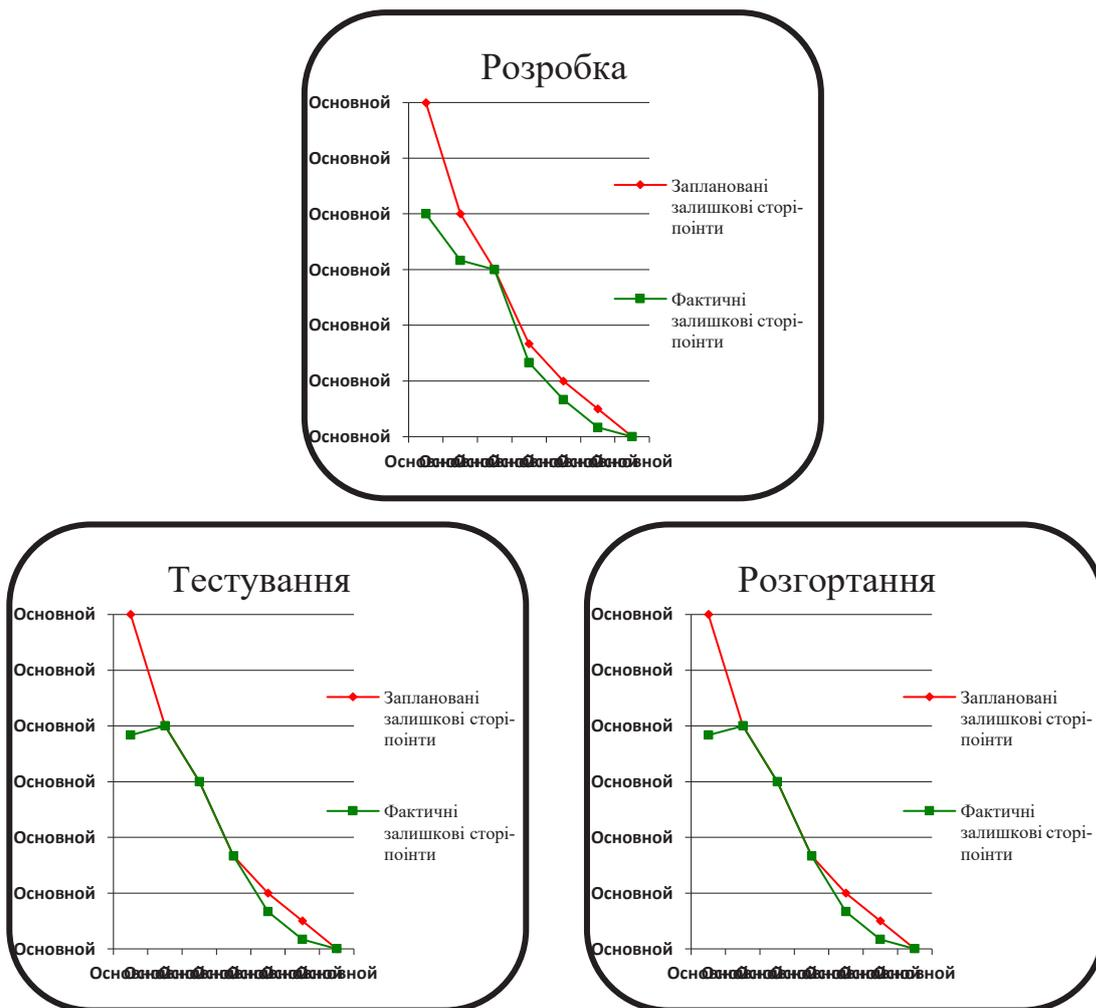 Розробка
Основной
Основной
Основной
Основной
Основной
Основной
Основной
Заплановані
залишкові сторі-
поінти
Фактичні
залишкові сторі-
поінти
Тестування
Основной
Основной
Основной
Основной
Основной
Основной
Основной
Заплановані
залишкові сторі-
поінти
Фактичні
залишкові сторі-
поінти
Розгортання
Основной
Основной
Основной
Основной
Основной
Основной
Основной
Заплановані
залишкові сторі-
поінти
Фактичні
залишкові сторі-
поінти